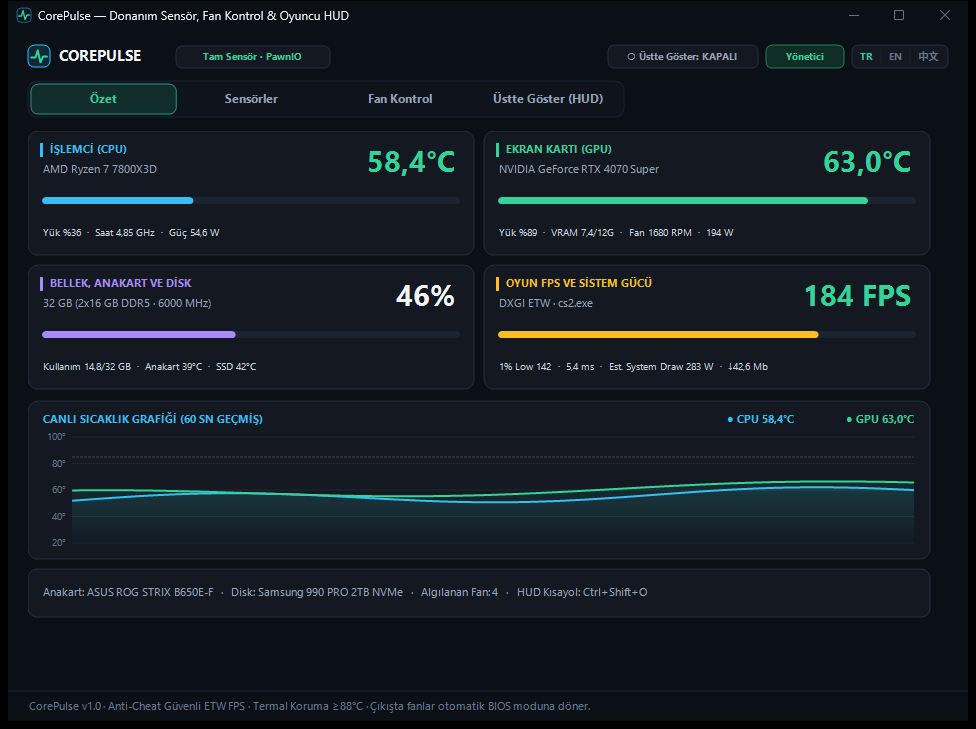 CorePulse — Donanım Sensör, Fan Kontrol & Oyuncu HUD
COREPULSE
Tam Sensör · PawnIO
Üstte Göster: KAPALI
Yönetici
TR EN 中文
Özet
Sensörler
Fan Kontrol
Üstte Göster (HUD)
İŞLEMCİ (CPU)
AMD Ryzen 7 7800X3D
58,4°C
Yük %36 · Saat 4,85 GHz · Güç 54,6 W
EKRAN KARTI (GPU)
NVIDIA GeForce RTX 4070 Super
63,0°C
Yük %89 · VRAM 7,4/12G · Fan 1680 RPM · 194 W
BELLEK, ANAKART VE DİSK
32 GB (2x16 GB DDR5 · 6000 MHz)
46%
Kullanım 14,8/32 GB · Anakart 39°C · SSD 42°C
OYUN FPS VE SİSTEM GÜCÜ
DXGI ETW · cs2.exe
184 FPS
1% Low 142 · 5,4 ms · Est. System Draw 283 W · ↓42,6 Mb
CANLI SICAKLIK GRAFİĞİ (60 SN GEÇMİŞ)
● CPU 58,4°C
● GPU 63,0°C
100°
80°
60°
40°
20°
Anakart: ASUS ROG STRIX B650E-F · Disk: Samsung 990 PRO 2TB NVMe · Algılanan Fan: 4 · HUD Kısayol: Ctrl+Shift+O
CorePulse v1.0 · Anti-Cheat Güvenli ETW FPS · Termal Koruma ≥88°C · Çıkışta fanlar otomatik BIOS moduna döner.